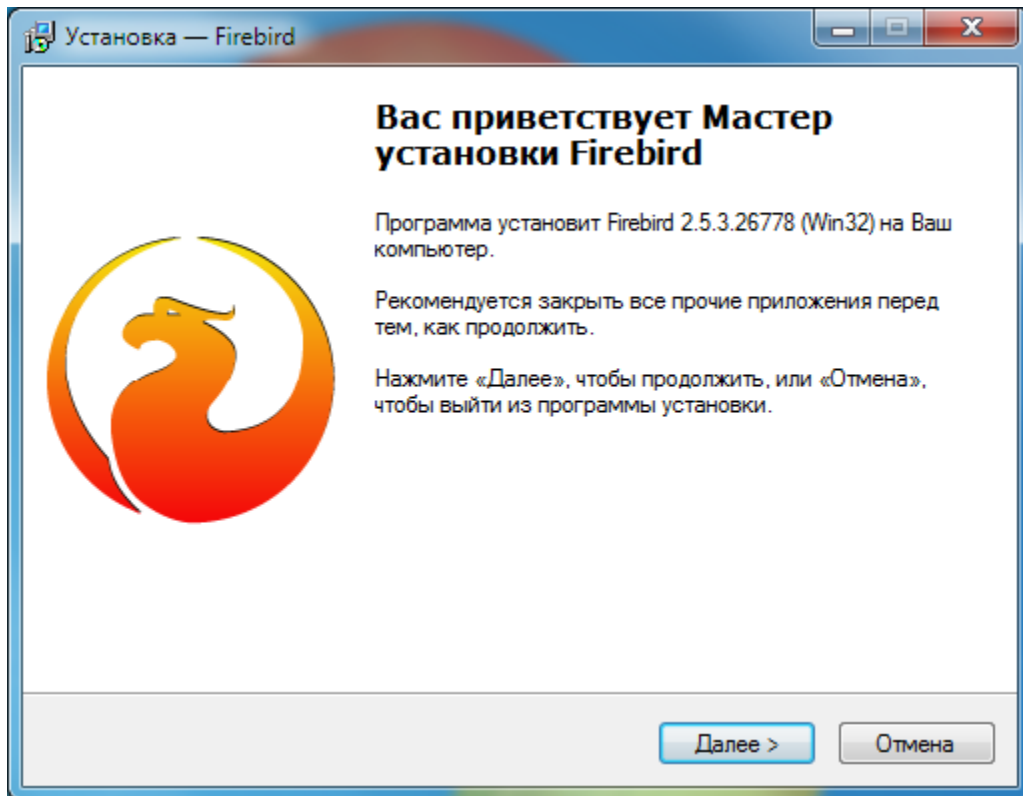 Установка — Firebird
Вас приветствует Мастер
установки Firebird
Программа установит Firebird 2.5.3.26778 (Win32) на Ваш
компьютер.
Рекомендуется закрыть все прочие приложения перед
тем, как продолжить.
Нажмите «Далее», чтобы продолжить, или «Отмена»,
чтобы выйти из программы установки.
Далее >
Отмена